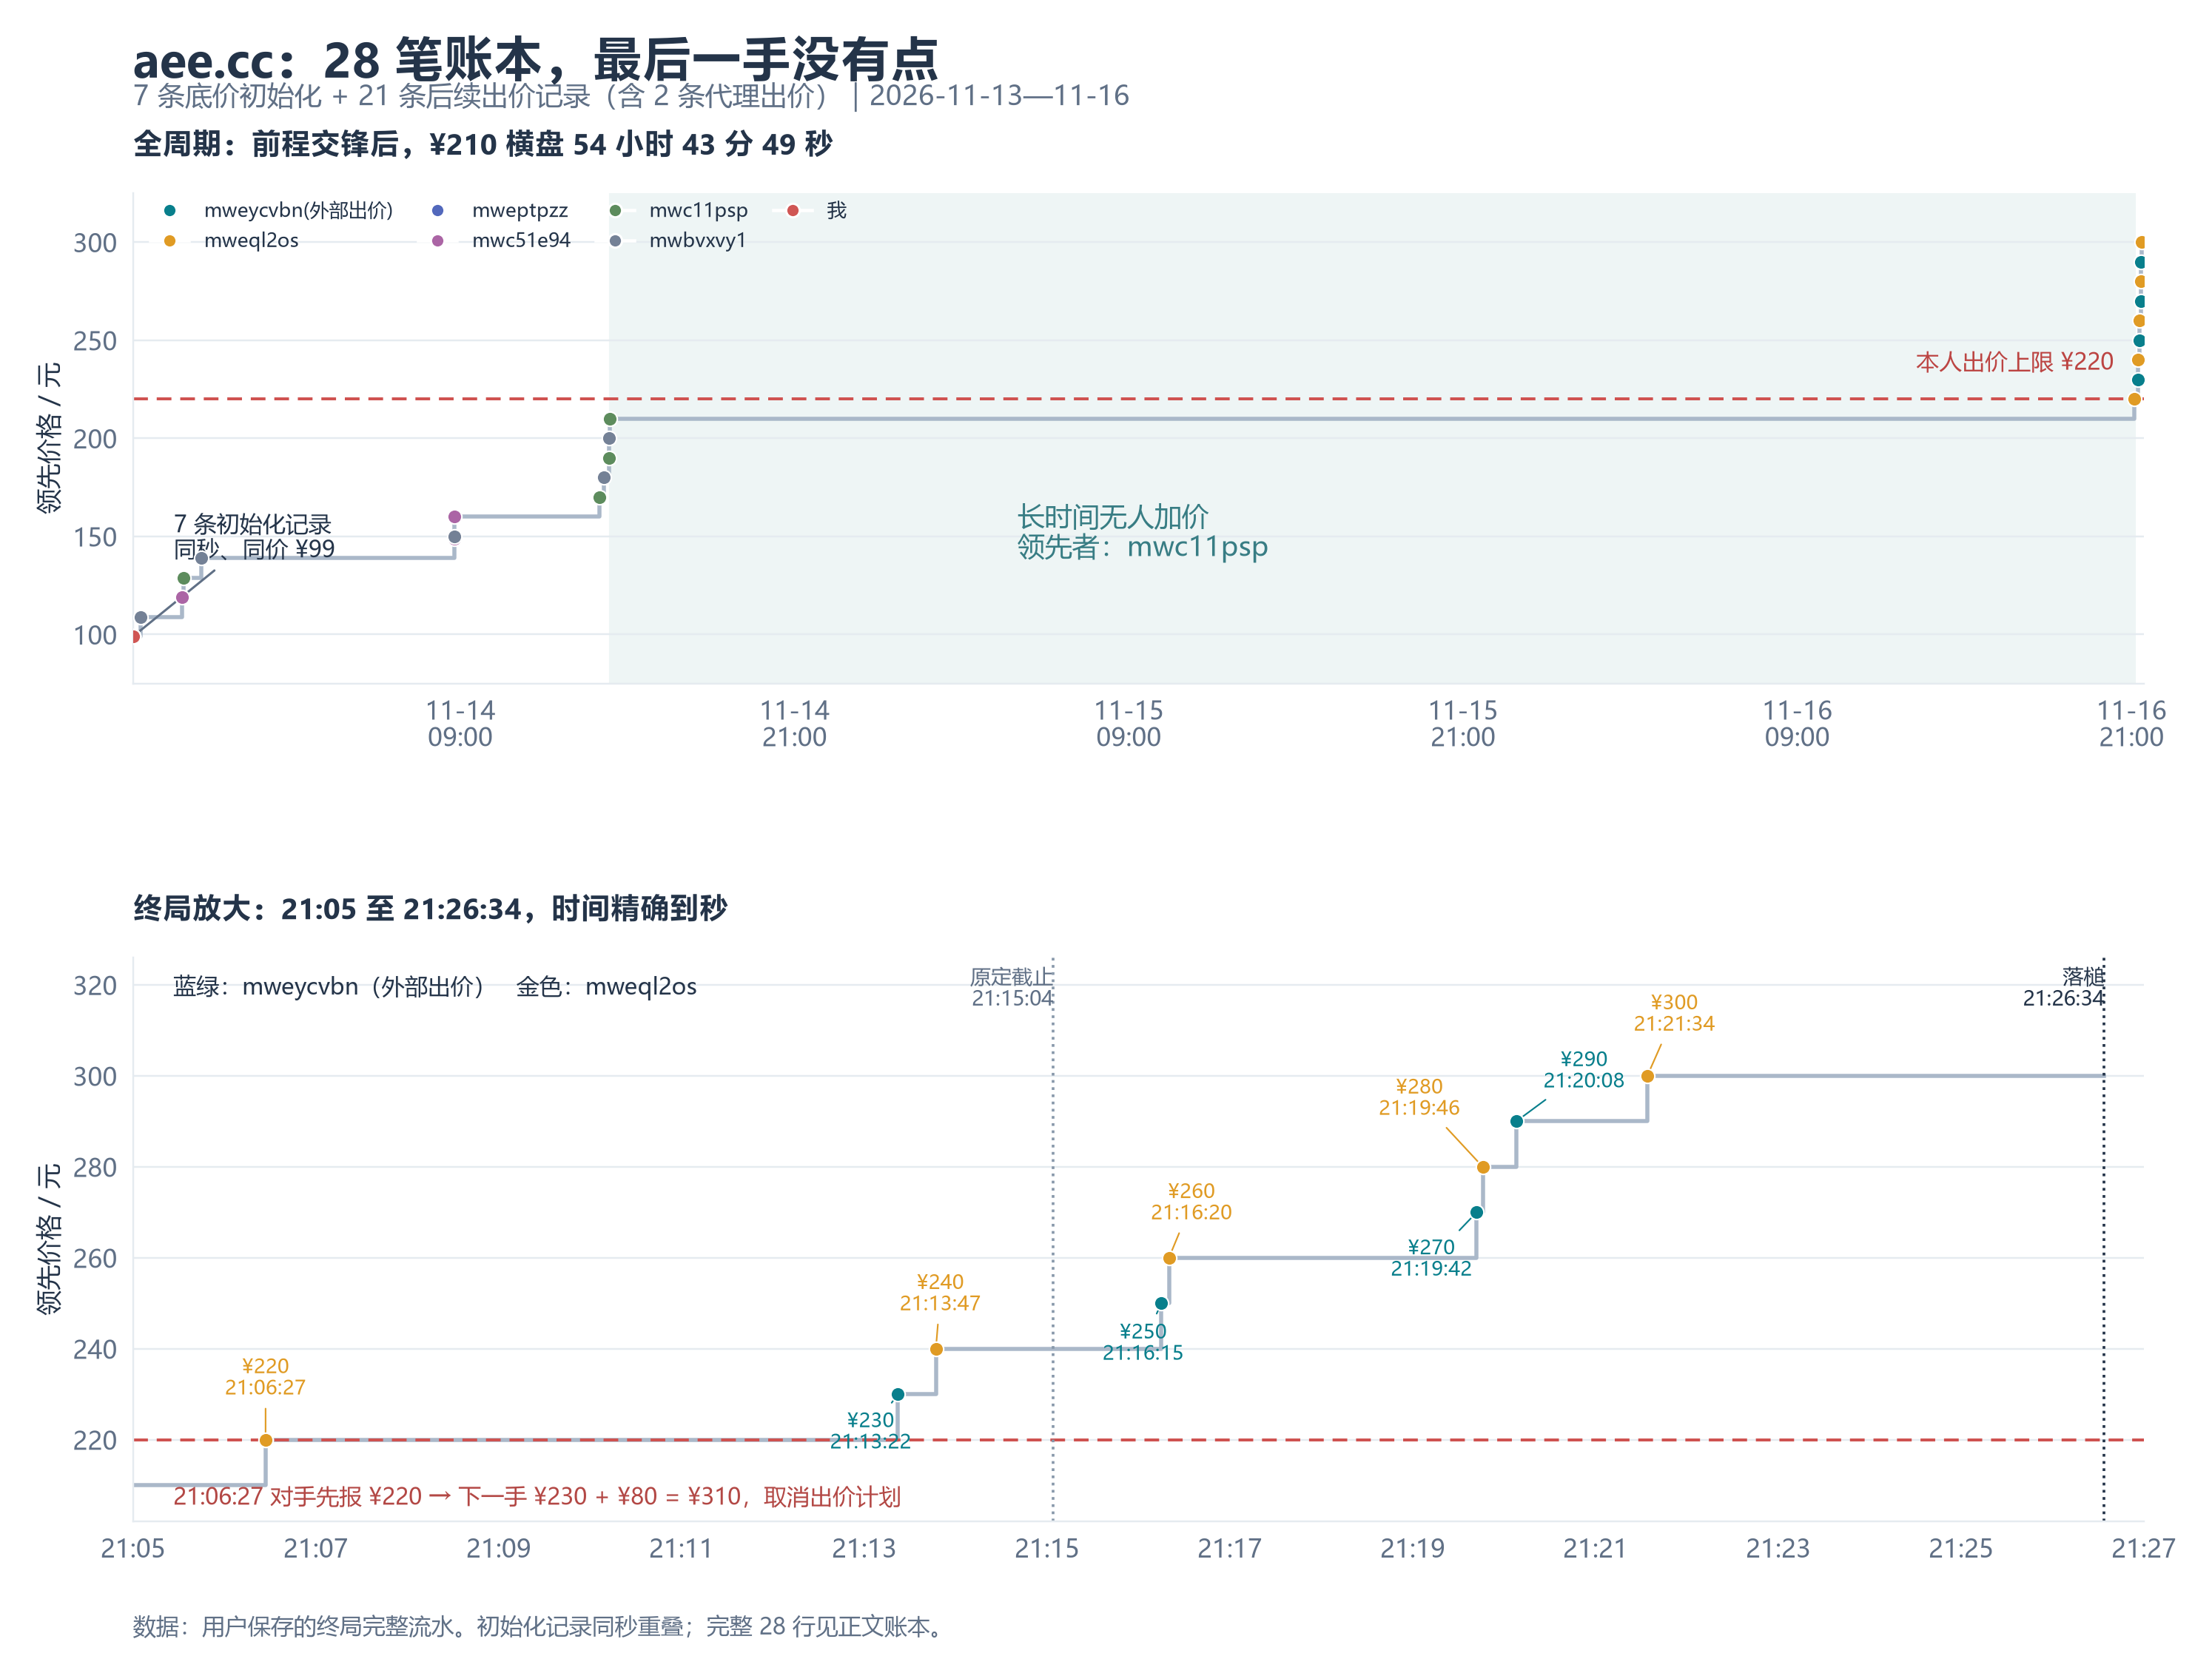 aee.cc：28 笔账本，最后一手没有点
7 条底价初始化 + 21 条后续出价记录（含 2 条代理出价）｜2026-11-13—11-16
全周期：前程交锋后，¥210 横盘 54 小时 43 分 49 秒
mweycvbn(外部出价)
mweptpzz
mwc11psp
我
mweql2os
mwc51e94
mwbvxvy1
领先价格 / 元
300
250
200
150
100
本人出价上限 ¥220
7 条初始化记录
同秒、同价 ¥99
长时间无人加价
领先者：mwc11psp
11-14
09:00
11-14
21:00
11-15
09:00
11-15
21:00
11-16
09:00
11-16
21:00
终局放大：21:05 至 21:26:34，时间精确到秒
蓝绿：mweycvbn（外部出价）　金色：mweql2os
原定截止
21:15:04
落槌
21:26:34
领先价格 / 元
320
300
280
260
240
220
¥300
21:21:34
¥290
21:20:08
¥280
21:19:46
¥270
21:19:42
¥260
21:16:20
¥250
21:16:15
¥240
21:13:47
¥230
21:13:22
¥220
21:06:27
21:06:27 对手先报 ¥220 → 下一手 ¥230 + ¥80 = ¥310，取消出价计划
21:05
21:07
21:09
21:11
21:13
21:15
21:17
21:19
21:21
21:23
21:25
21:27
数据：用户保存的终局完整流水。初始化记录同秒重叠；完整 28 行见正文账本。